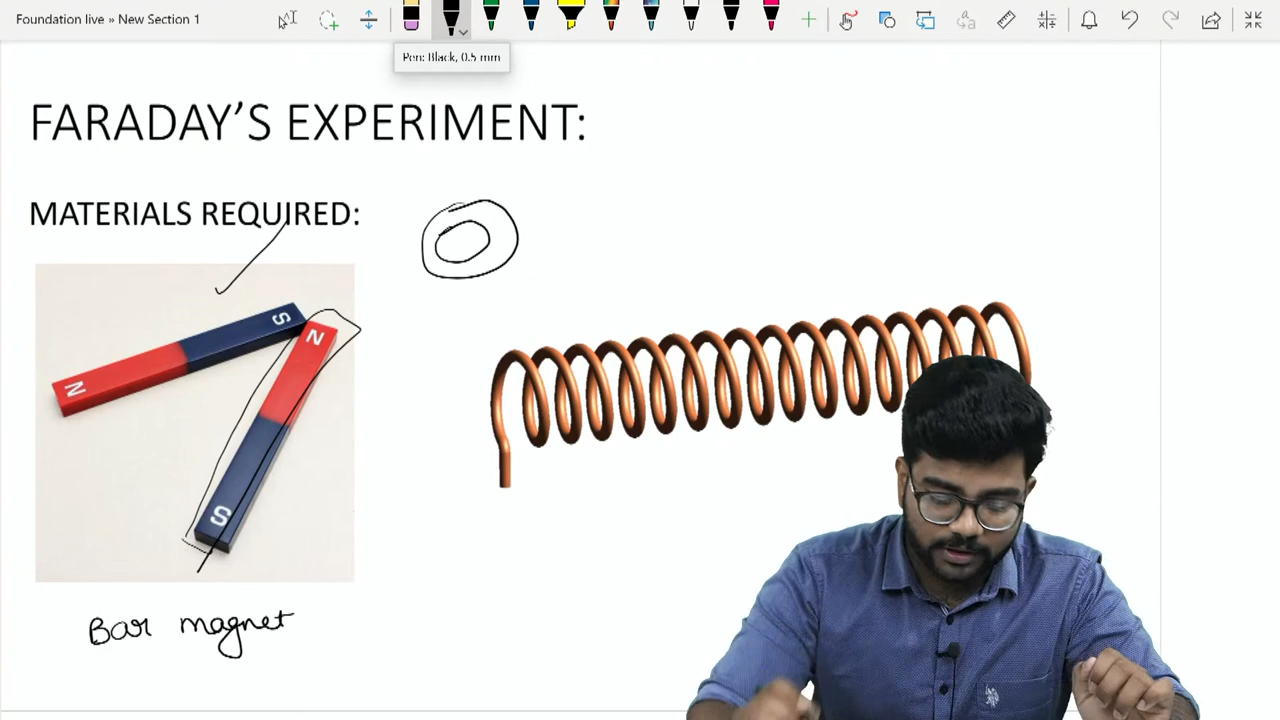 Foundation live » New Section 1
Pen: Black, 0.5 mm
FARADAY'S EXPERIMENT:
MATERIALS REQUIRED:
S
N
N
S
Bar magnet